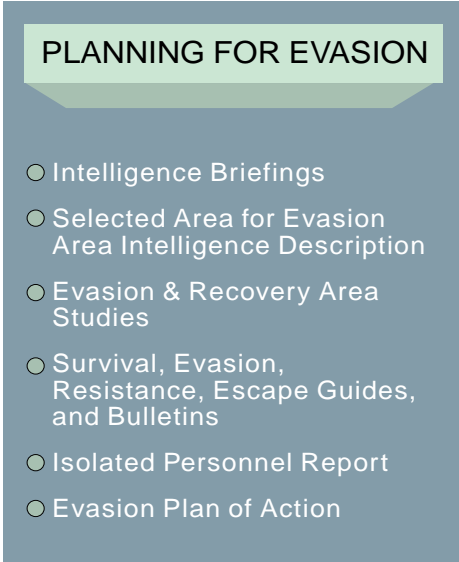 PLANNING FOR EVASION
Intelligence Briefings
Selected Area for Evasion
Area Intelligence Description
Evasion & Recovery Area
Studies
Survival, Evasion,
Resistance, Escape Guides,
and Bulletins
Isolated Personnel Report
Evasion Plan of Action